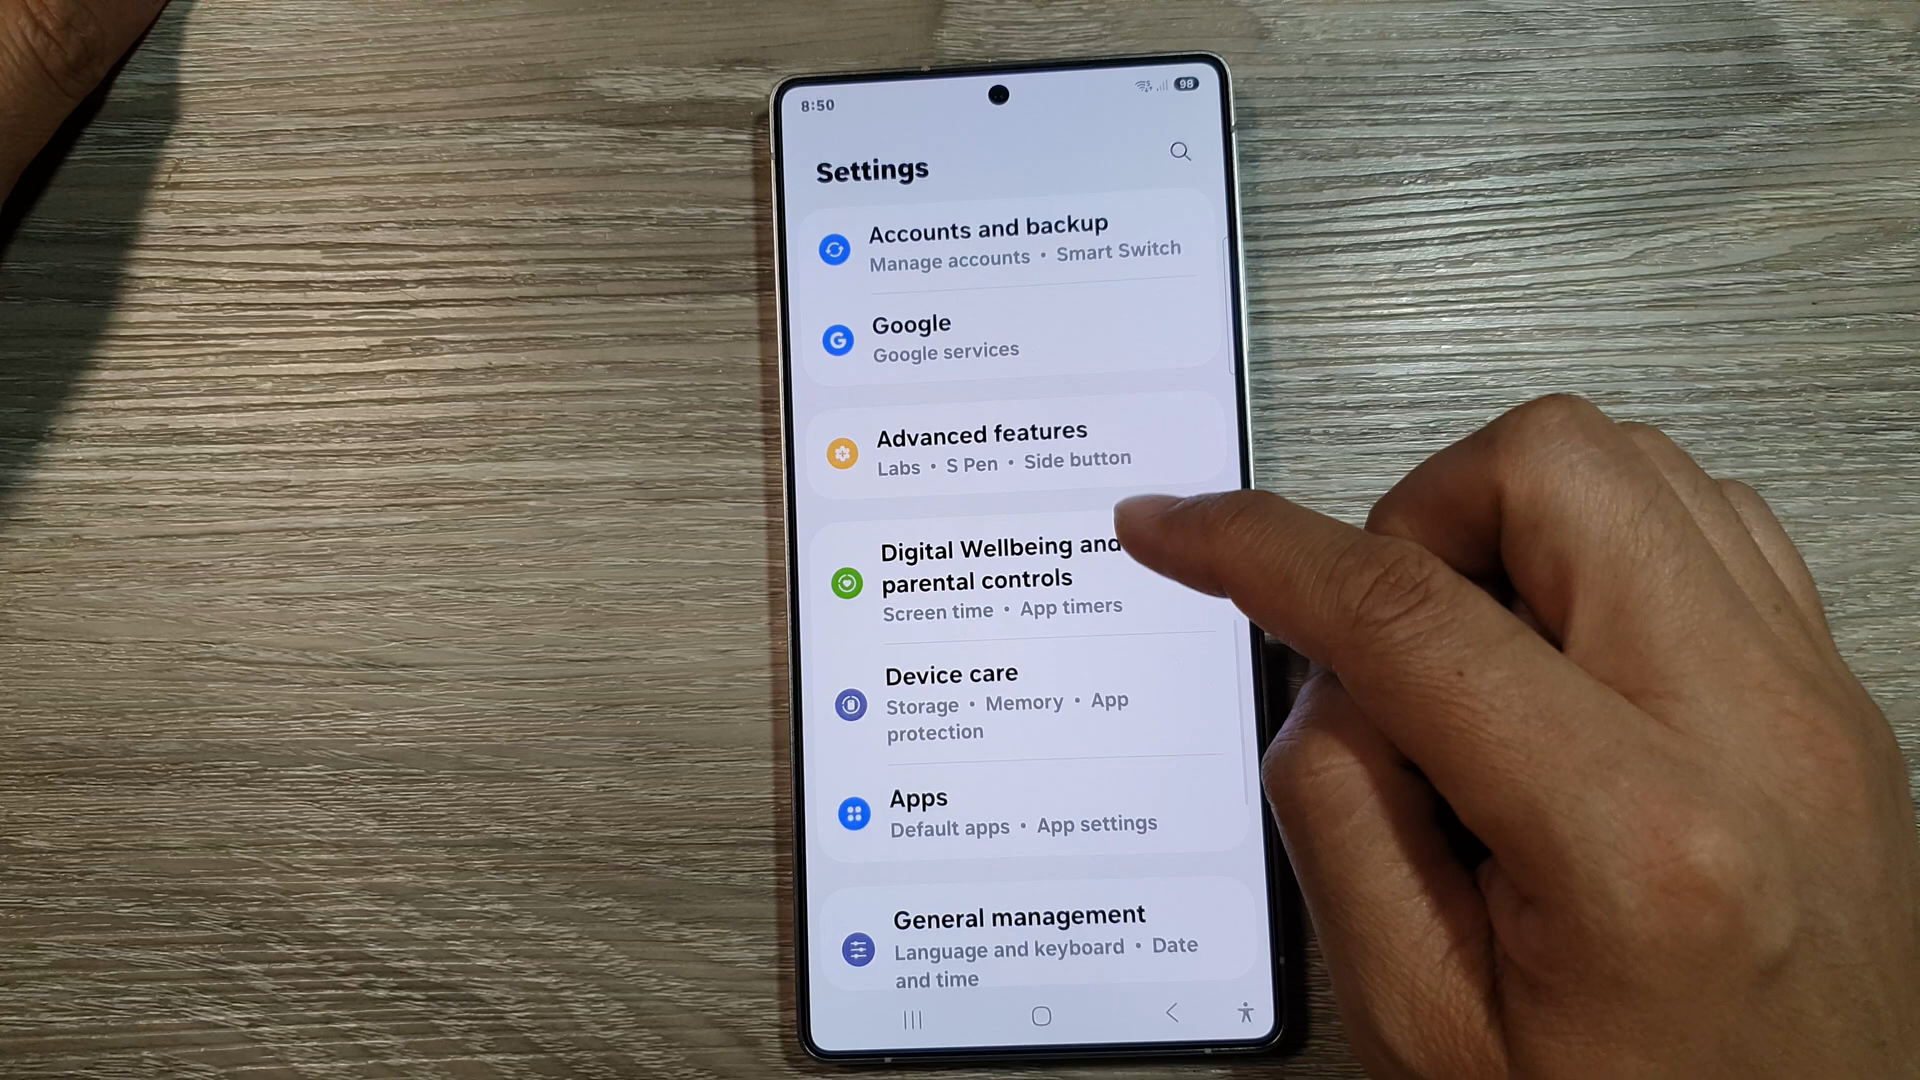 8:50
98
Settings
Accounts and backup
Manage accounts • Smart Switch
G
Google
Google services
Advanced features
Labs • S Pen • Side button
Digital Wellbeing and
parental controls
Screen time • App timers
Device care
Storage • Memory • App
protection
Apps
Default apps • App settings
General management
Language and keyboard • Date
and time